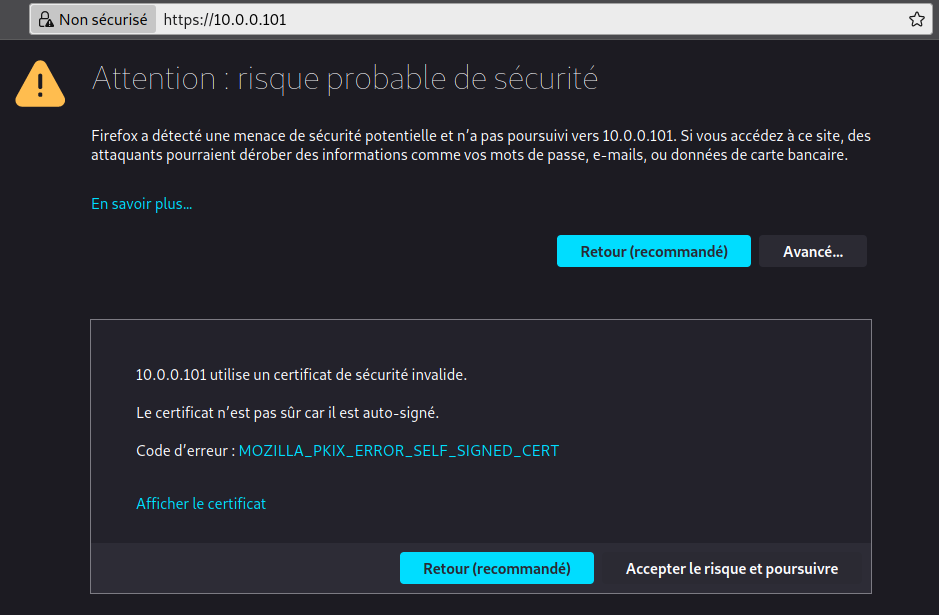 Non sécurisé https://10.0.0.101
Attention : risque probable de sécurité
Firefox a détecté une menace de sécurité potentielle et n’a pas poursuivi vers 10.0.0.101. Si vous accédez à ce site, des
attaquants pourraient dérober des informations comme vos mots de passe, e-mails, ou données de carte bancaire.
En savoir plus…
Retour (recommandé) Avancé…
10.0.0.101 utilise un certificat de sécurité invalide.
Le certificat n’est pas sûr car il est auto-signé.
Code d’erreur : MOZILLA_PKIX_ERROR_SELF_SIGNED_CERT
Afficher le certificat
Retour (recommandé) Accepter le risque et poursuivre